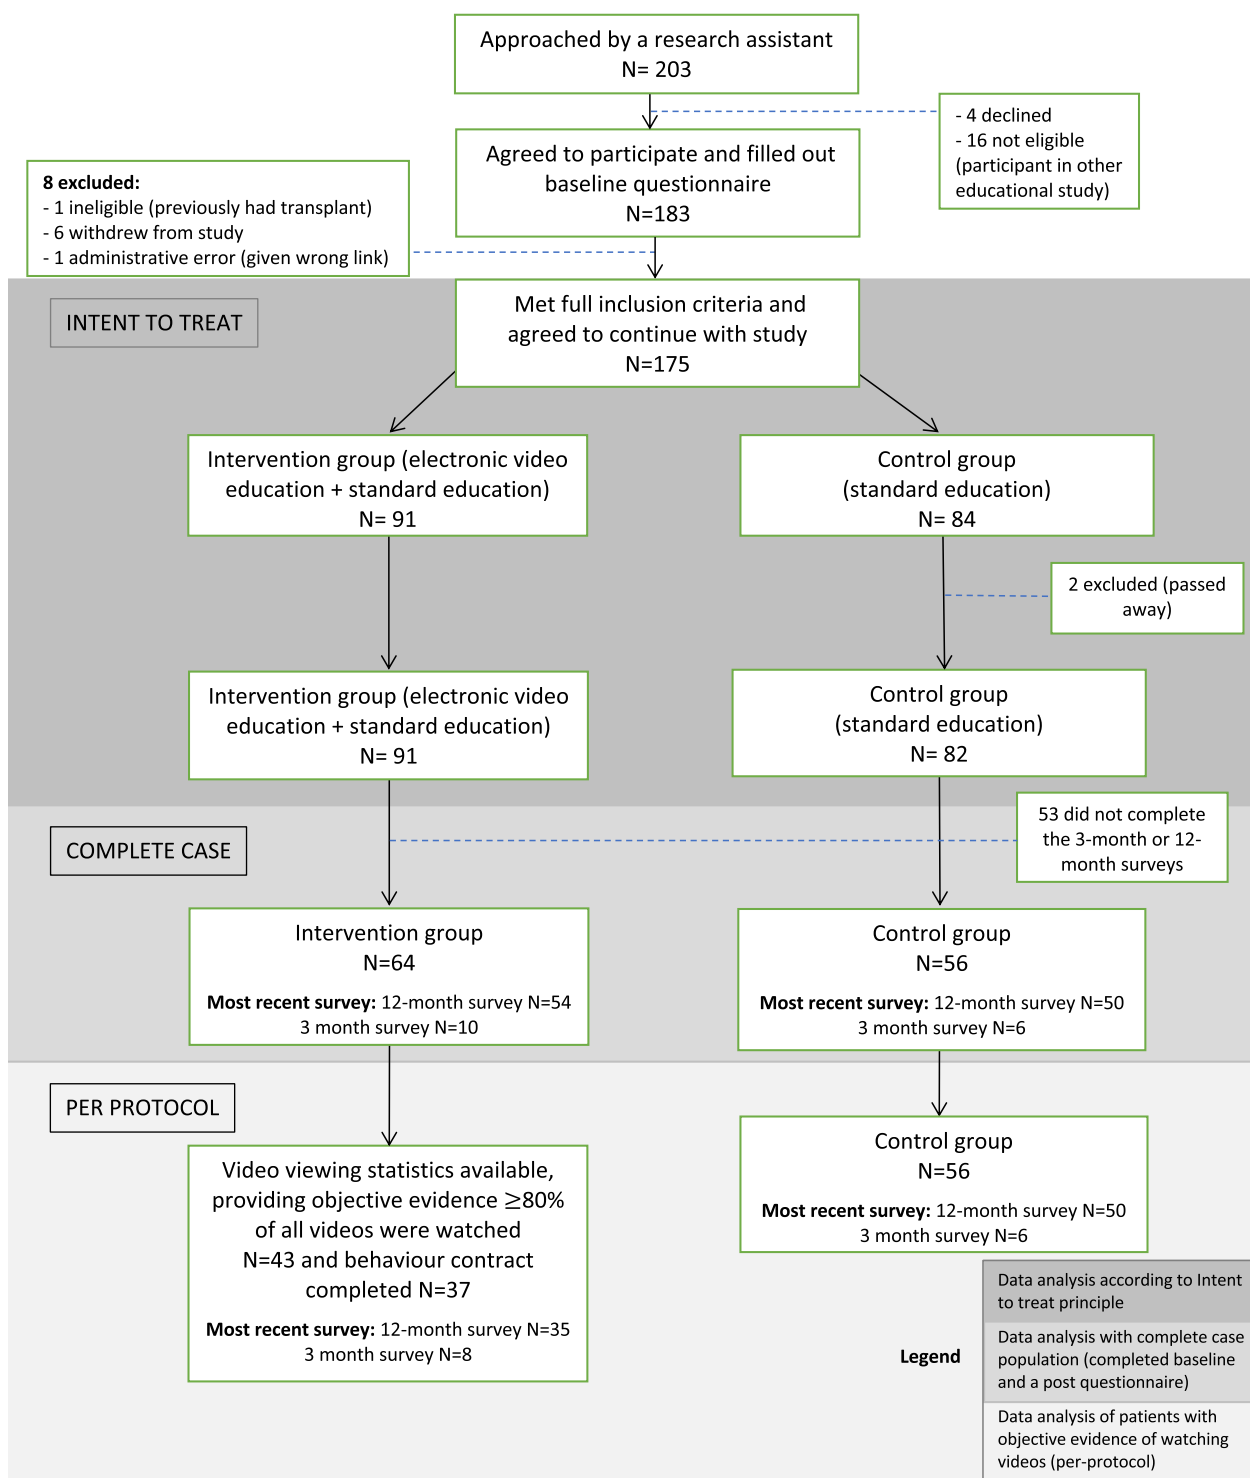 Approached by a research assistant
N= 203
- 4 declined
- 16 not eligible
(participant in other
educational study)
Agreed to participate and filled out
baseline questionnaire
N=183
8 excluded:
- 1 ineligible (previously had transplant)
- 6 withdrew from study
- 1 administrative error (given wrong link)
INTENT TO TREAT
Met full inclusion criteria and
agreed to continue with study
N=175
Intervention group (electronic video
education + standard education)
N= 91
Control group
(standard education)
N= 84
2 excluded (passed
away)
Intervention group (electronic video
education + standard education)
N= 91
Control group
(standard education)
N= 82
53 did not complete
the 3-month or 12-
month surveys
COMPLETE CASE
Intervention group
N=64
Most recent survey: 12-month survey N=54
3 month survey N=10
Control group
N=56
Most recent survey: 12-month survey N=50
3 month survey N=6
PER PROTOCOL
Video viewing statistics available,
providing objective evidence ≥80%
of all videos were watched
N=43 and behaviour contract
completed N=37
Most recent survey: 12-month survey N=35
3 month survey N=8
Control group
N=56
Most recent survey: 12-month survey N=50
3 month survey N=6
Legend
Data analysis according to Intent
to treat principle
Data analysis with complete case
population (completed baseline
and a post questionnaire)
Data analysis of patients with
objective evidence of watching
videos (per-protocol)